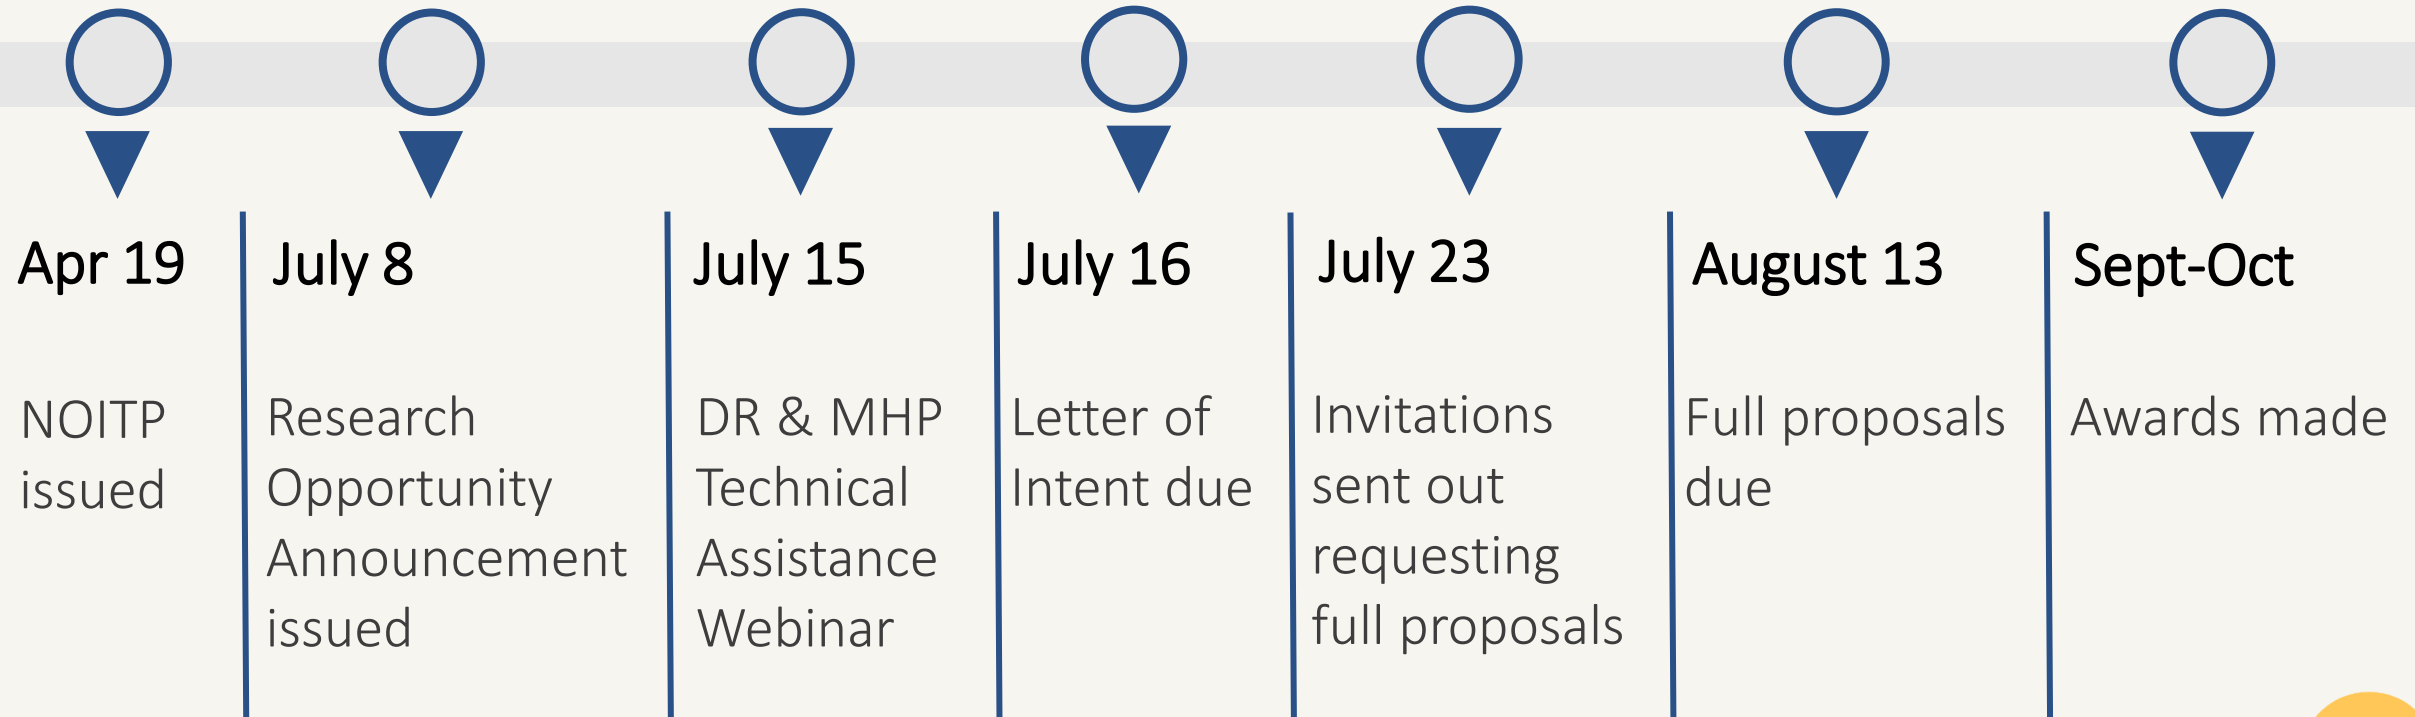 Apr 19
NOITP
issued
July 8
Research
Opportunity
Announcement
issued
July 15
DR & MHP
Technical
Assistance
Webinar
July 16
Letter of
Intent due
July 23
Invitations
sent out
requesting
full proposals
August 13
Full proposals
due
Sept-Oct
Awards made